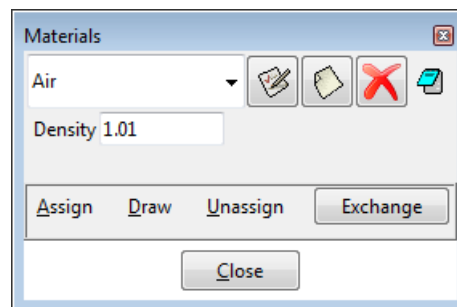 Materials
Air
Density 1.01
Assign Draw Unassign Exchange
Close